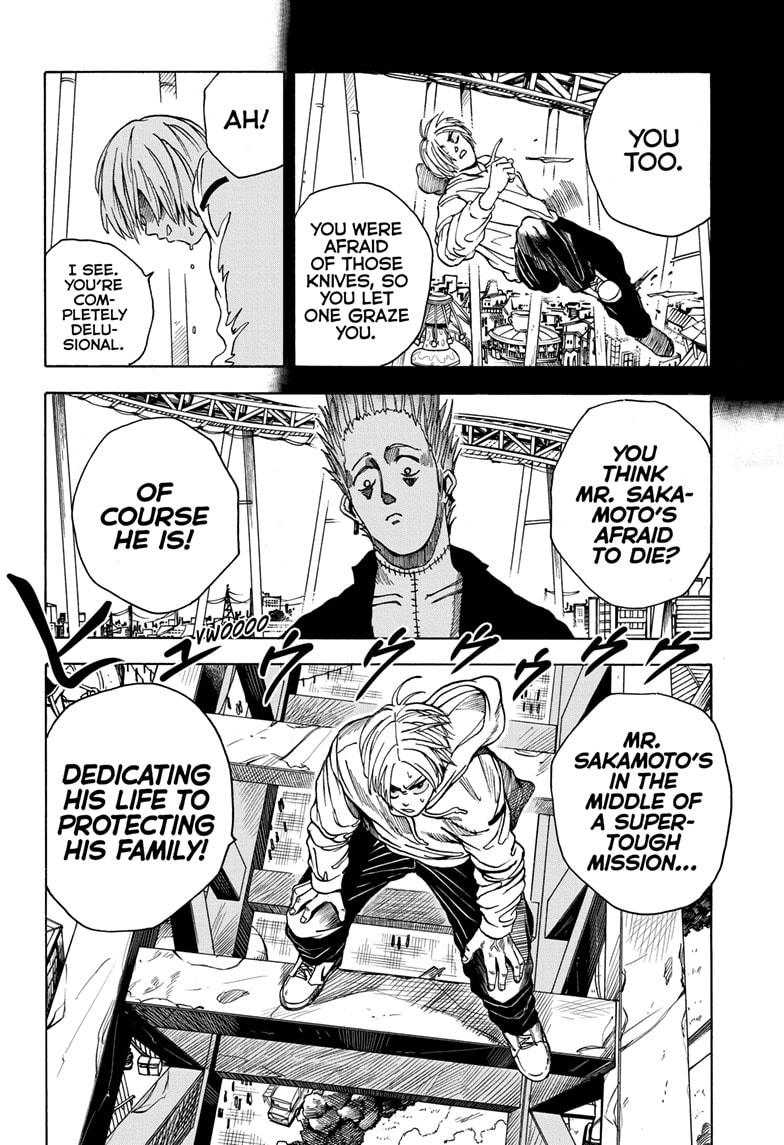 YOU
TOO.
YOU WERE
AFRAID
OF THOSE
KNIVES, SO
YOU LET
ONE GRAZE
YOU.
AH!
I SEE.
YOU'RE
COM-
PLETELY
DELU-
SIONAL.
YOU
THINK
MR. SAKA-
MOTO'S
AFRAID
TO DIE?
OF
COURSE
HE IS!
ヒュウウウウウウ
VWOOOO
MR.
SAKAMOTO'S
IN THE
MIDDLE OF
A SUPER-
TOUGH
MISSION...
DEDICATING
HIS LIFE TO
PROTECTING
HIS FAMILY!